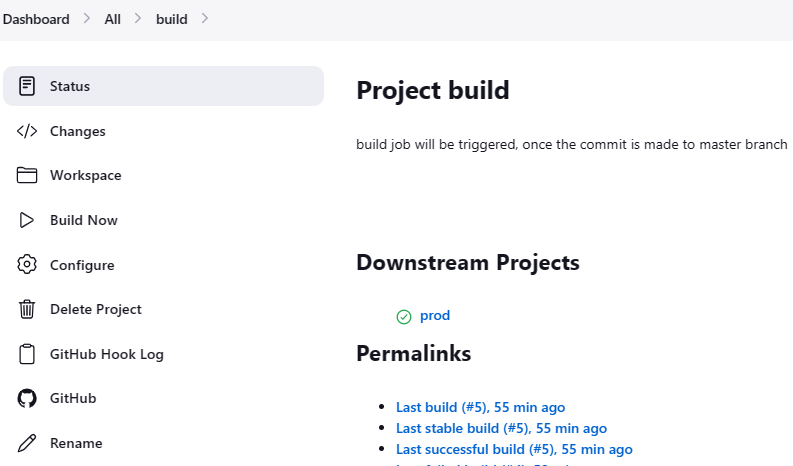 Dashboard > All > build >
Status
Changes
Workspace
Build Now
Configure
Delete Project
GitHub Hook Log
GitHub
Rename
Project build
build job will be triggered, once the commit is made to master branch
Downstream Projects
prod
Permalinks
Last build (#5), 55 min ago
Last stable build (#5), 55 min ago
Last successful build (#5), 55 min ago